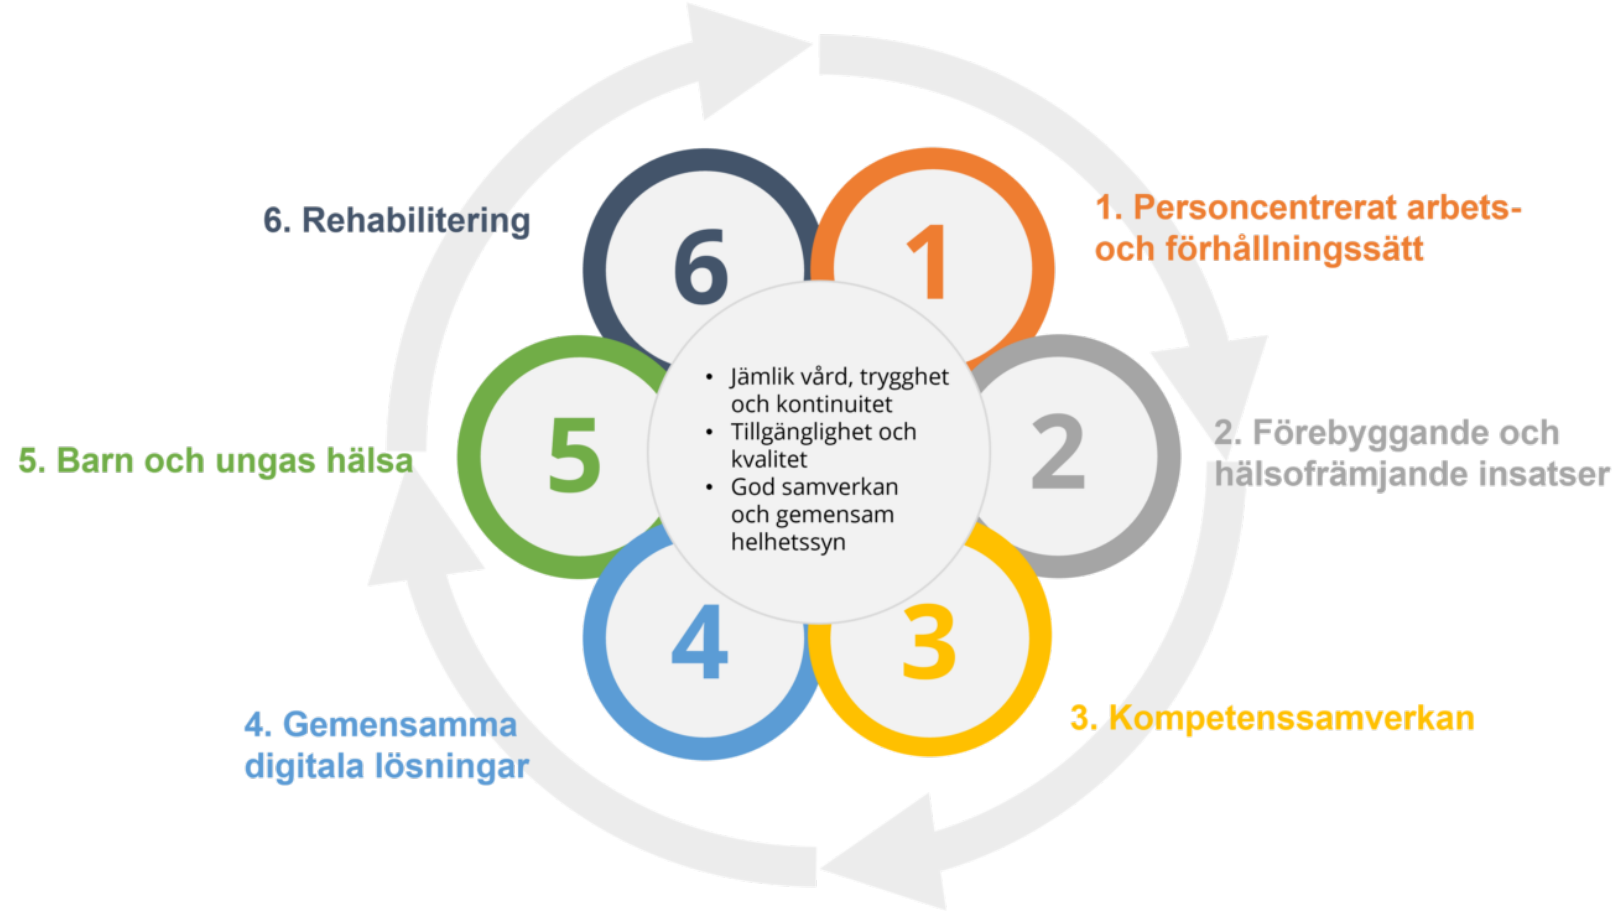 6. Rehabilitering
1. Personcentrerat arbets-
och förhållningssätt
6
1
• Jämlik vård, trygghet
och kontinuitet
• Tillgänglighet och
kvalitet
• God samverkan
och gemensam
helhetssyn
5. Barn och ungas hälsa
5
2
2. Förebyggande och
hälsofrämjande insatser
4
3
4. Gemensamma
digitala lösningar
3. Kompetenssamverkan